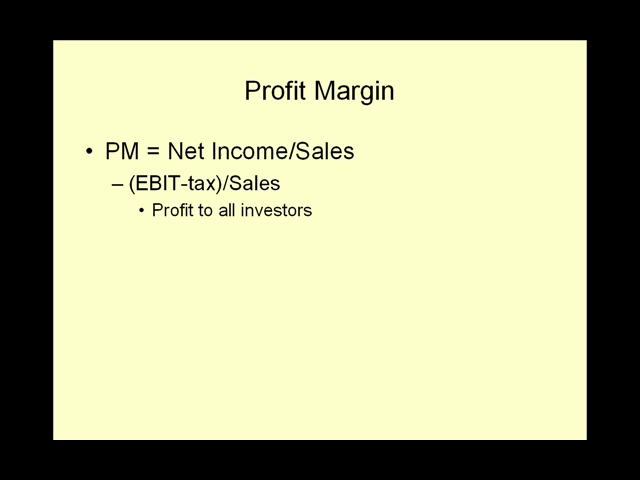 Profit Margin
• PM = Net Income/Sales
– (EBIT-tax)/Sales
• Profit to all investors